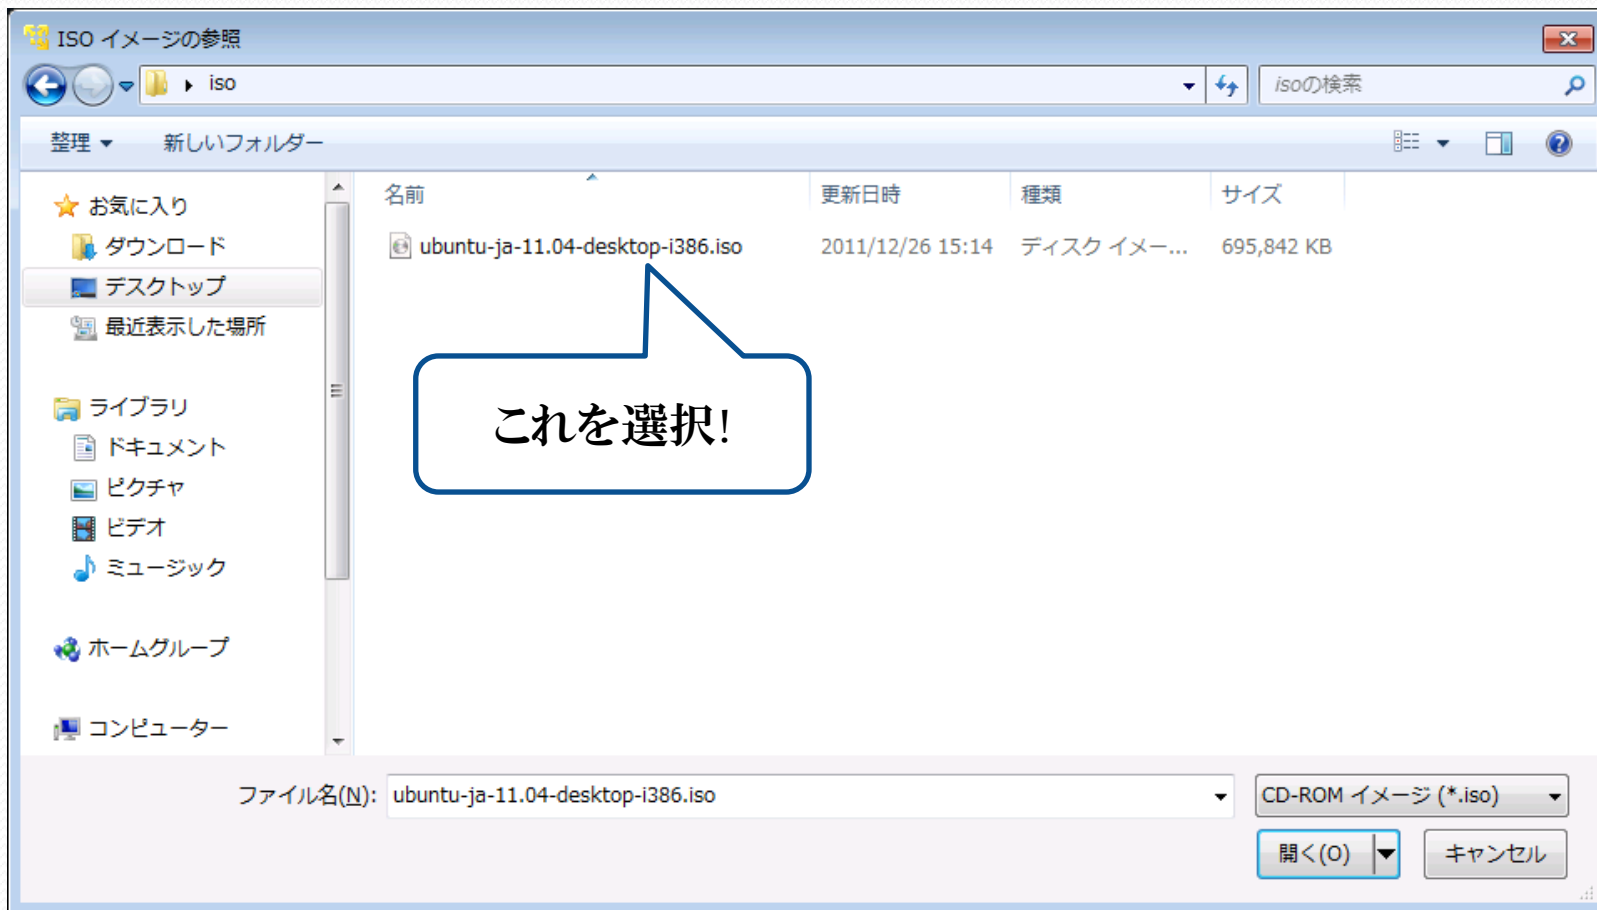 ISO イメージの参照
iso
isoの検索
整理
新しいフォルダー
名前 更新日時 種類 サイズ
ubuntu-ja-11.04-desktop-i386.iso 2011/12/26 15:14 ディスク イメー... 695,842 KB
お気に入り
ダウンロード
デスクトップ
最近表示した場所
ライブラリ
ドキュメント
ピクチャ
ビデオ
ミュージック
ホームグループ
コンピューター
これを選択!
ファイル名(N): ubuntu-ja-11.04-desktop-i386.iso
CD-ROM イメージ (*.iso)
開く(O)
キャンセル